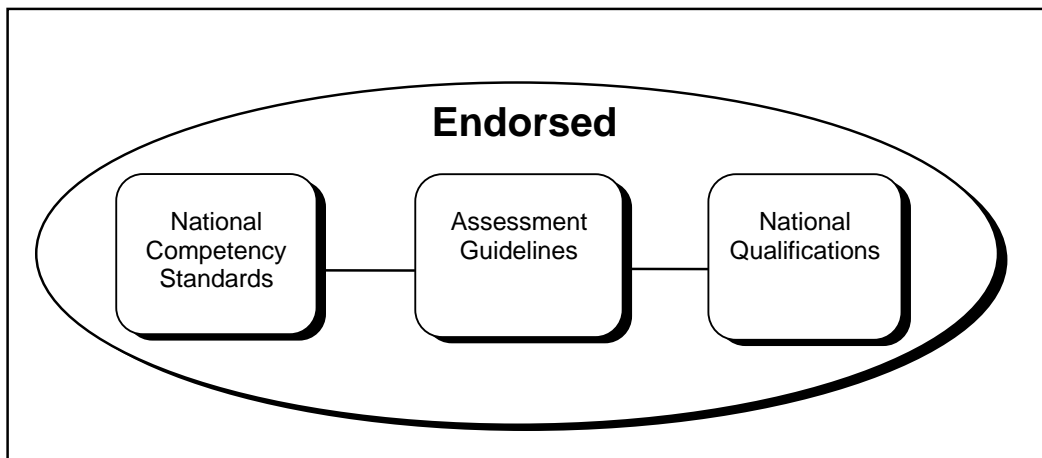 Endorsed
National
Competency
Standards
Assessment
Guidelines
National
Qualifications